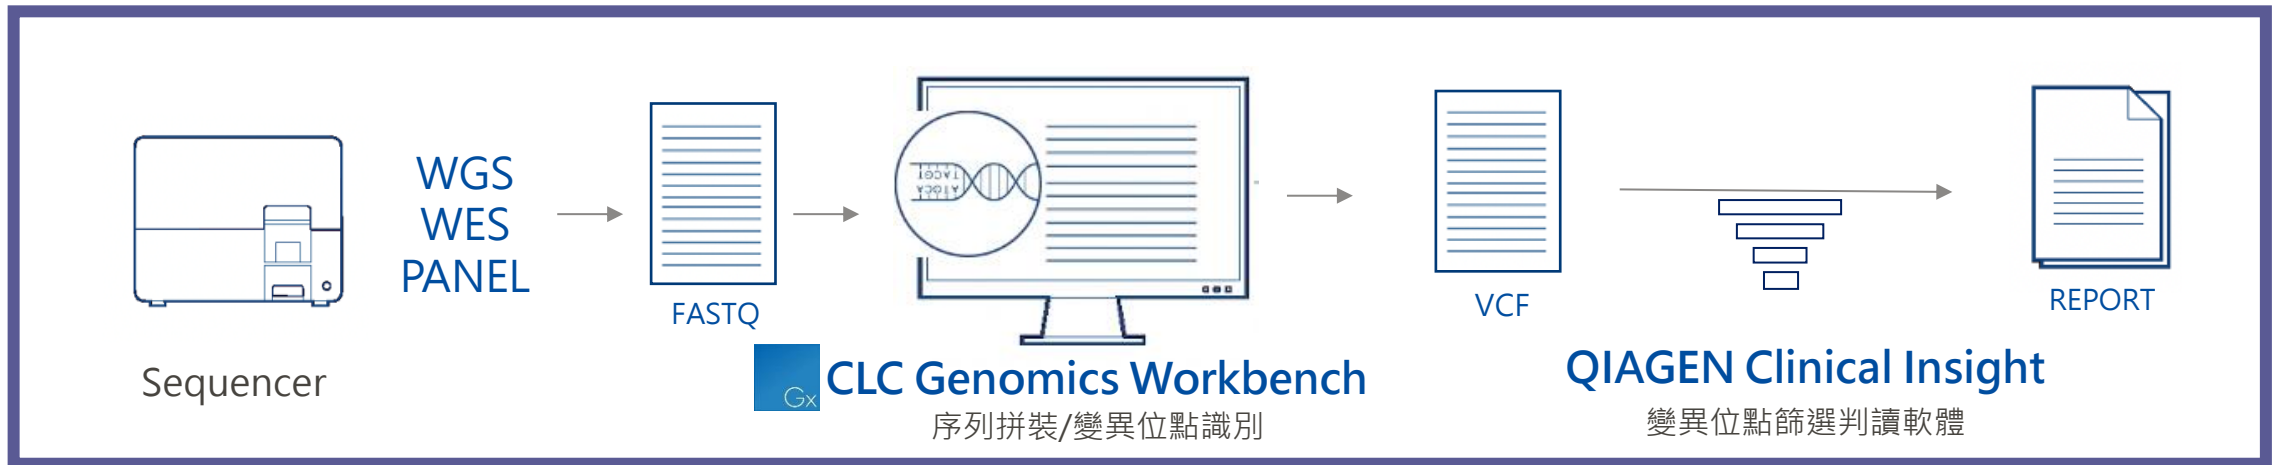 WGS
WES
PANEL
Sequencer
FASTQ
Gx
CLC Genomics Workbench
序列拼裝/變異位點識別
VCF
QIAGEN Clinical Insight
變異位點篩選判讀軟體
REPORT